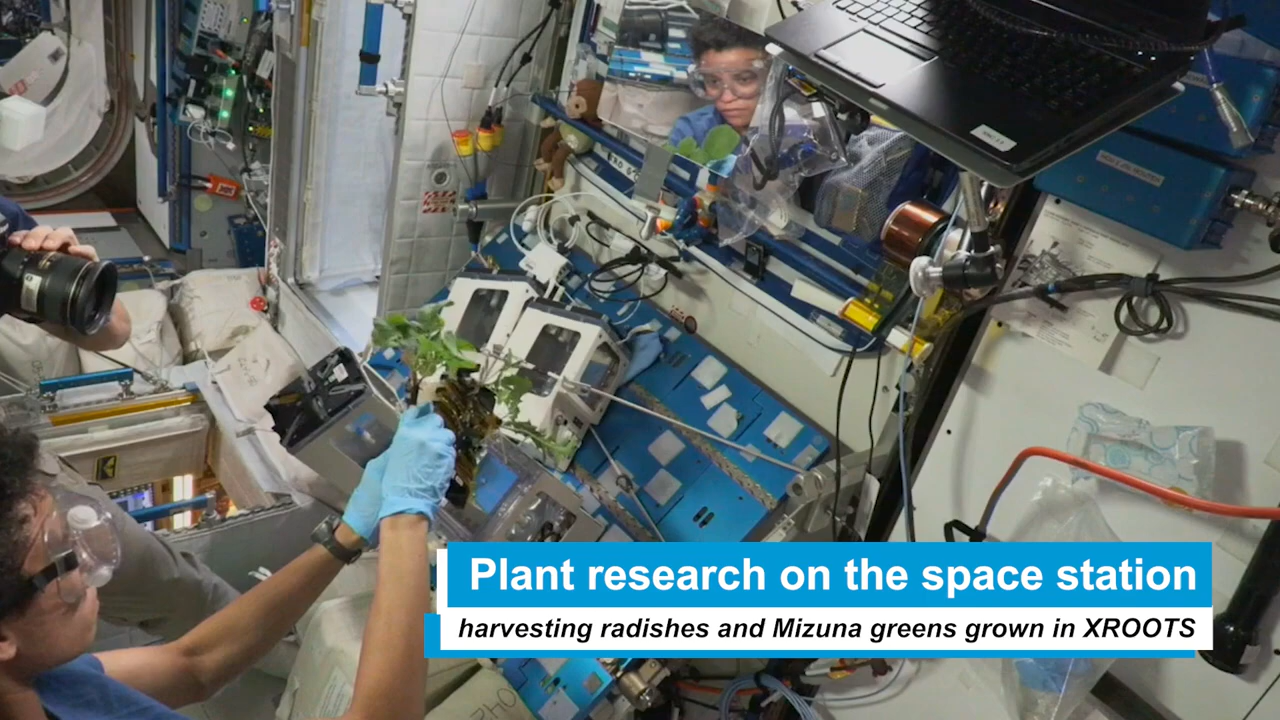 Plant research on the space station
harvesting radishes and Mizuna greens grown in XROOTS